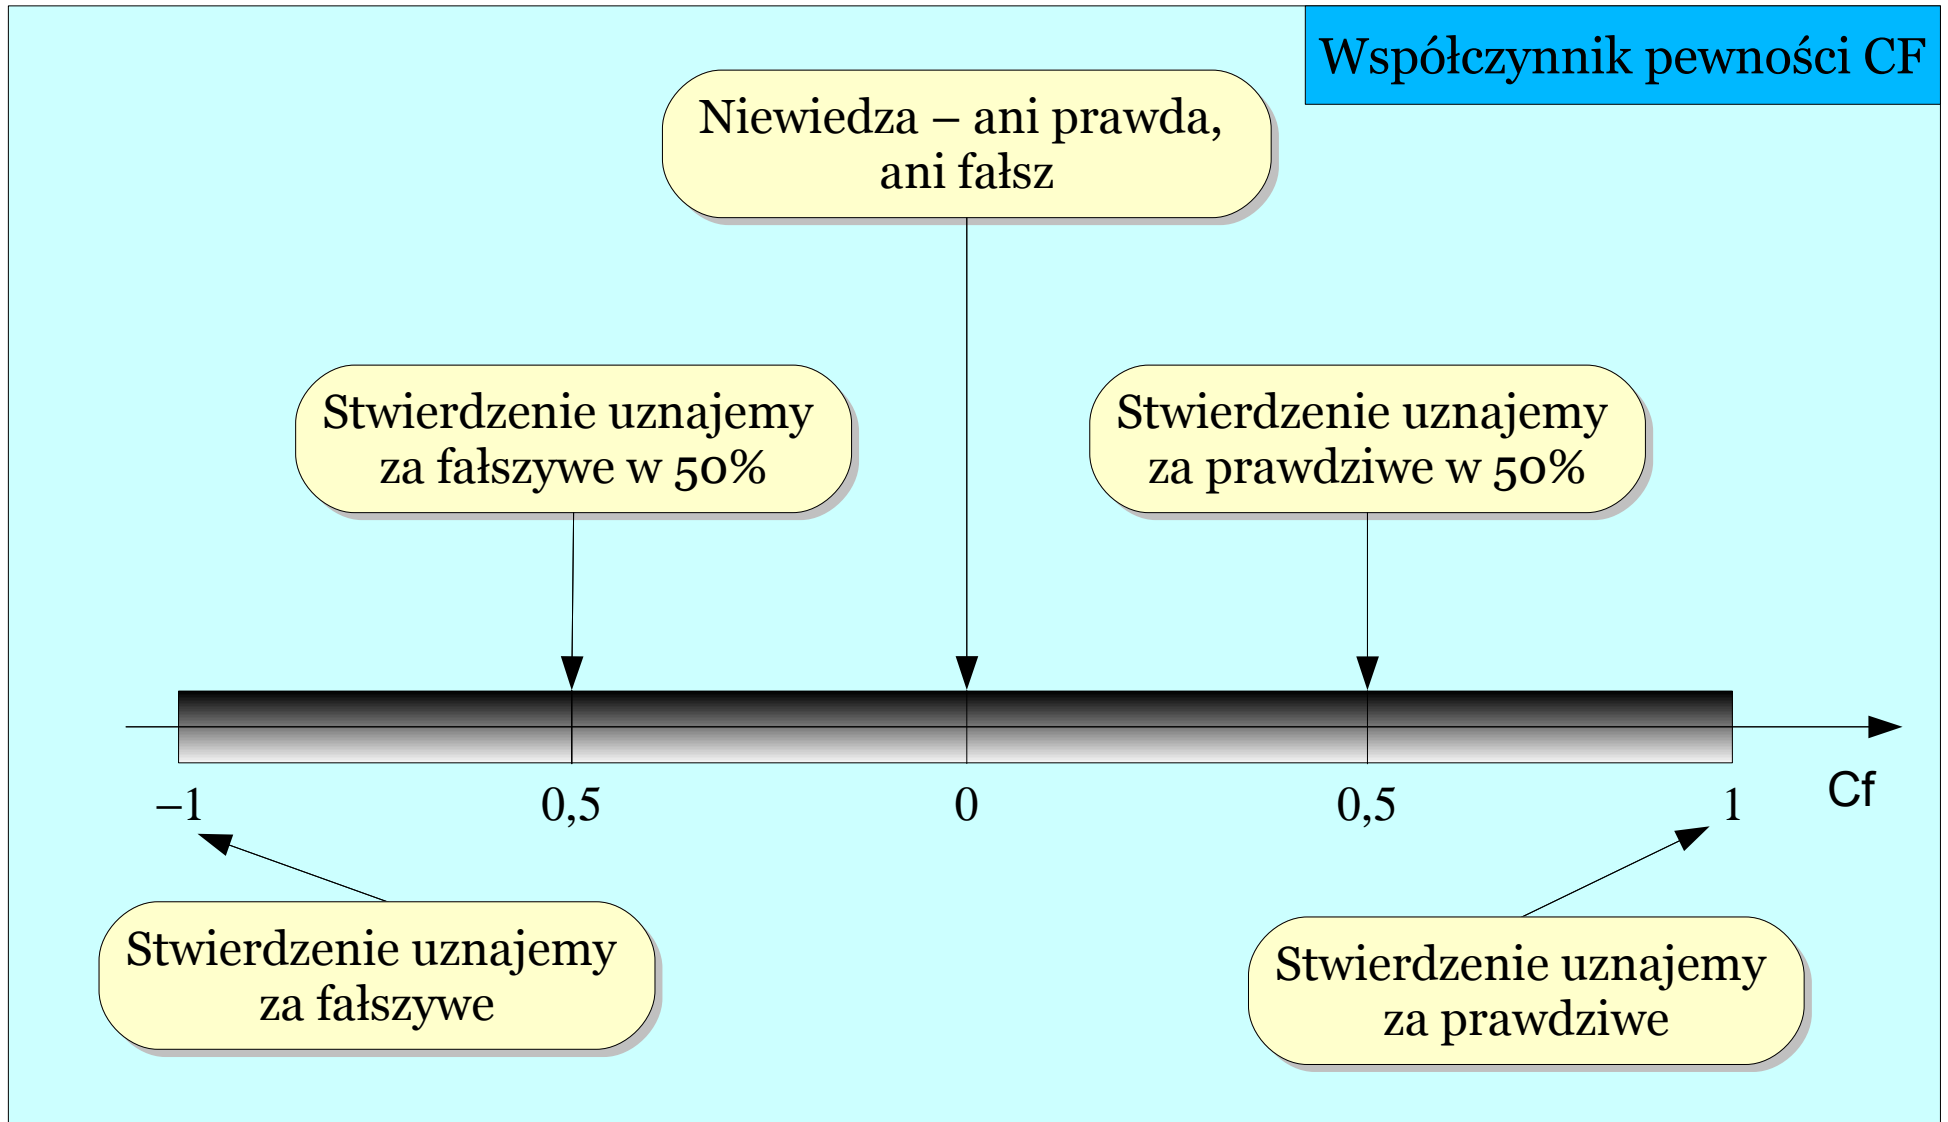 Współczynnik pewności CF
Niewiedza – ani prawda,
ani fałsz
Stwierdzenie uznajemy
za fałszywe w 50%
Stwierdzenie uznajemy
za prawdziwe w 50%
–1
0,5
0
0,5
1
Cf
Stwierdzenie uznajemy
za fałszywe
Stwierdzenie uznajemy
za prawdziwe